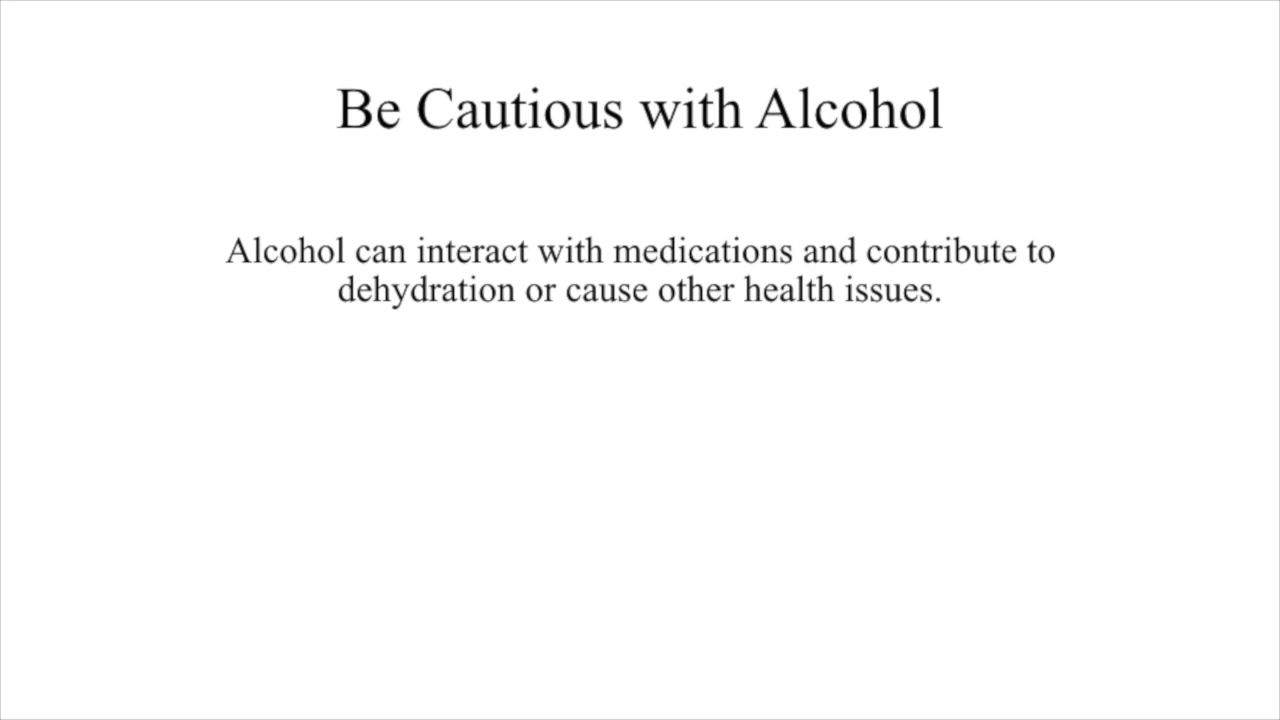 Be Cautious with Alcohol
Alcohol can interact with medications and contribute to
dehydration or cause other health issues.